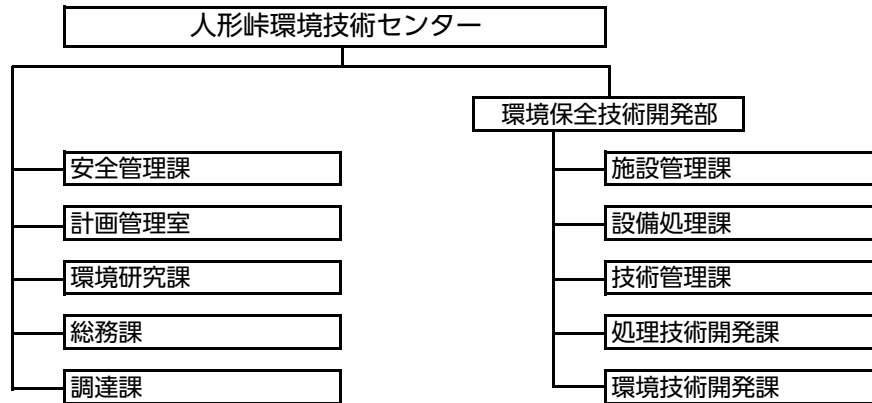 人形峠環境技術センター
環境保全技術開発部
安全管理課
計画管理室
環境研究課
総務課
調達課
施設管理課
設備処理課
技術管理課
処理技術開発課
環境技術開発課